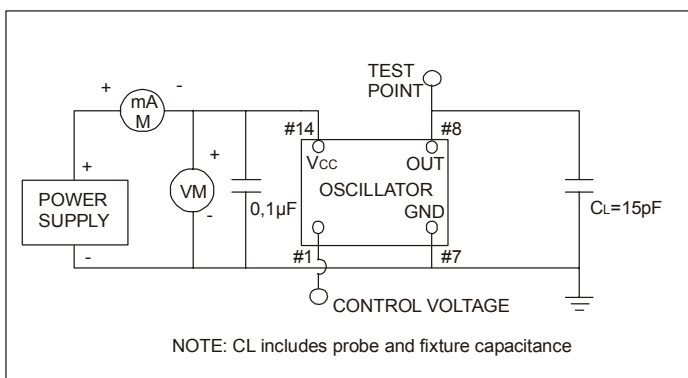 TEST
POINT
+
mA
M
-
#14
#8
VCC
OUT
+
+
VM
-
0,1µF
OSCILLATOR
GND
POWER
SUPPLY
CL=15pF
-
#1
#7
CONTROL VOLTAGE
NOTE: CL includes probe and fixture capacitance